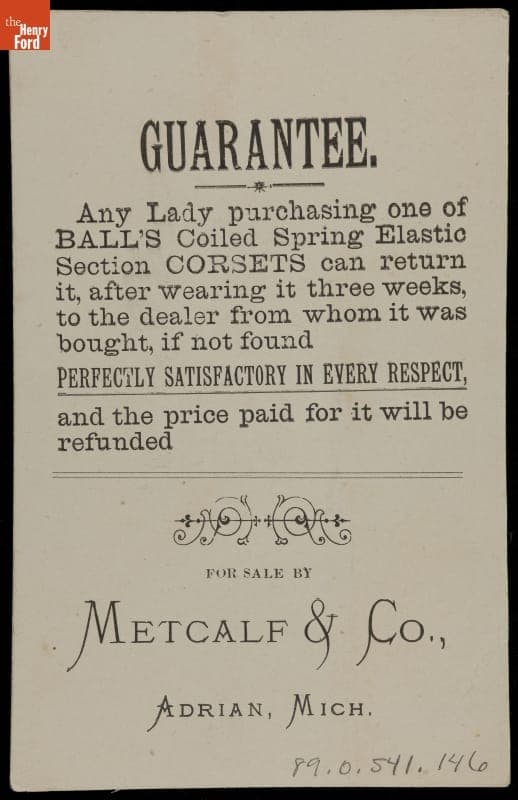 the
Henry
Ford
GUARANTEE.
Any Lady purchasing one of
BALL'S Coiled Spring Elastic
Section CORSETS can return
it, after wearing it three weeks,
to the dealer from whom it was
bought, if not found
PERFECTLY SATISFACTORY IN EVERY RESPECT,
and the price paid for it will be
refunded
FOR SALE BY
METCALF & CO.,
ADRIAN, MICH.
89.0.541.146